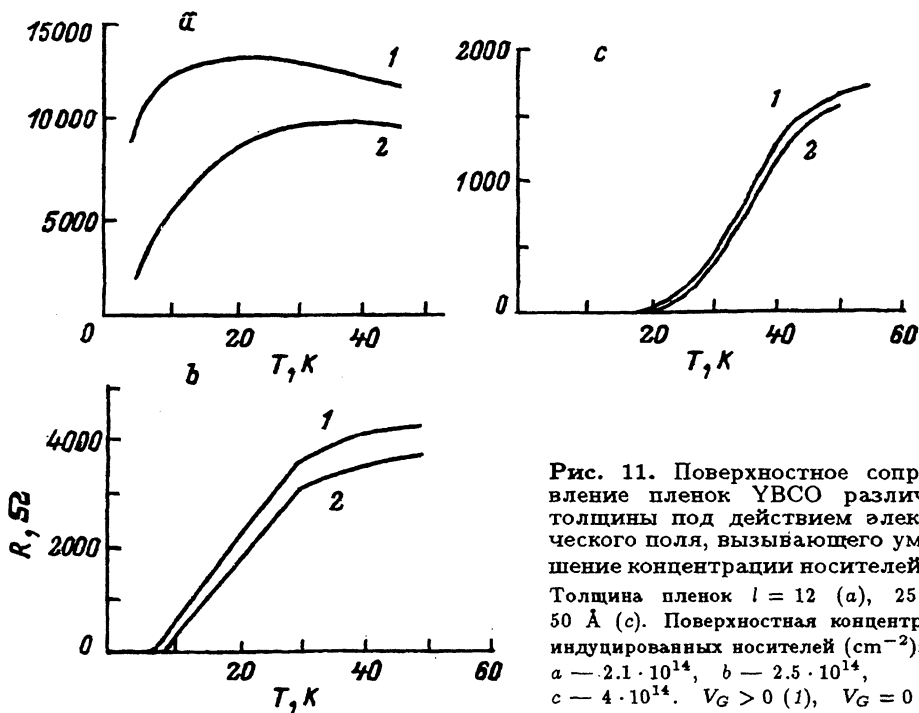 a
15000
10000
5000
0
20
40
T, K
1
2
c
2000
1000
0
20
40
60
T, K
1
2
b
R, Ω
4000
2000
0
20
40
60
T, K
1
2
Рис. 11. Поверхностное сопр
вление пленок YBCO различ
толщины под действием элек
ческого поля, вызывающего ум
шение концентрации носителей
Толщина пленок l = 12 (a), 25
50 Å (c). Поверхностная концентр
индуцированных носителей (cm⁻²)
a — 2.1 · 10¹⁴, b — 2.5 · 10¹⁴,
c — 4 · 10¹⁴. V_G > 0 (1), V_G = 0